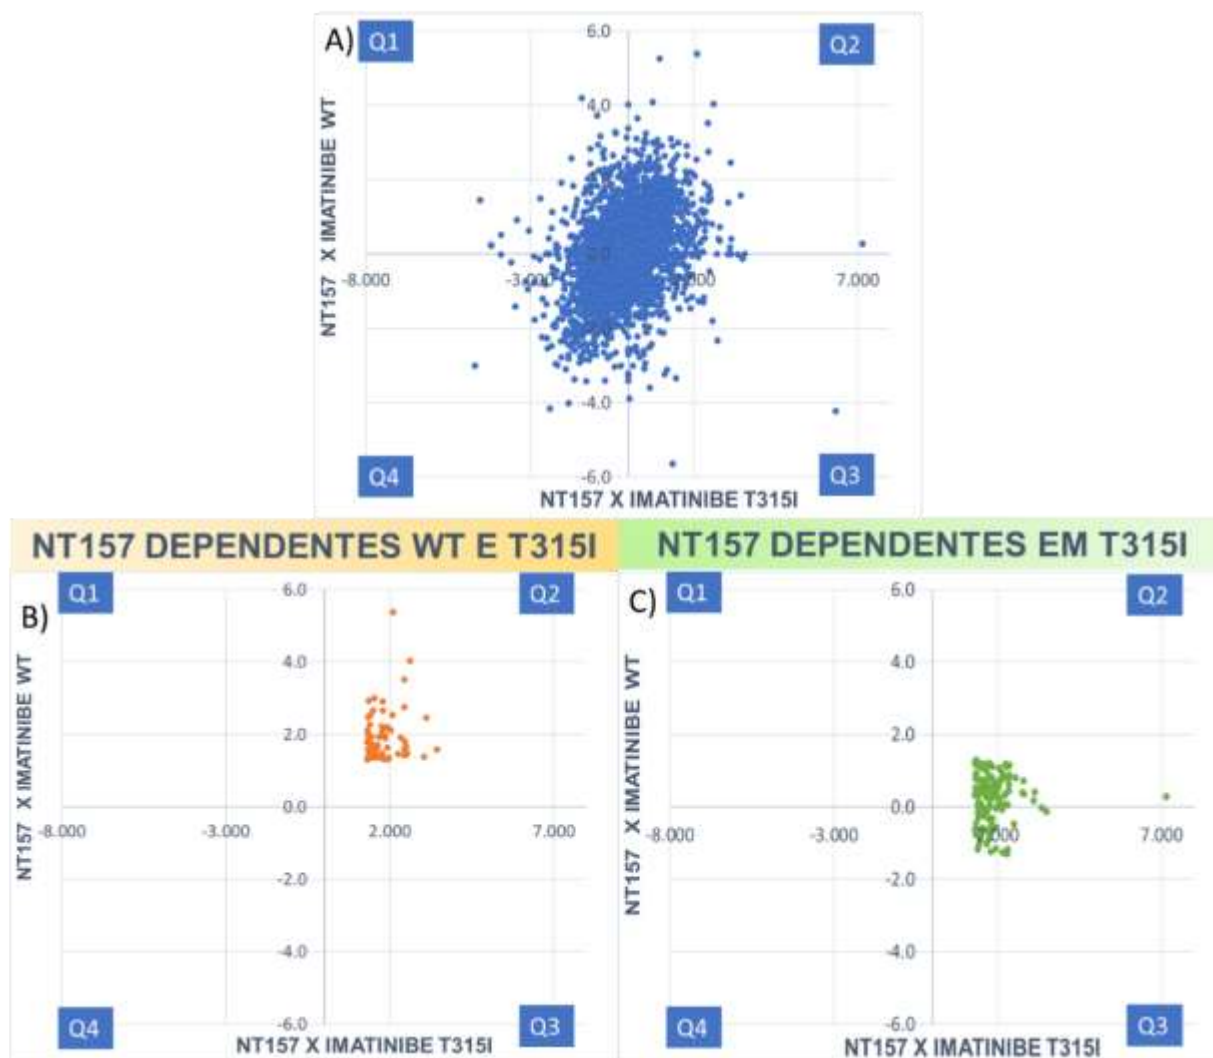 A) Q1 Q2
6.0
4.0
NT157 X IMATINIBE WT
-8.000 -3.000 7.000
-4.0
Q4 Q3
-6.0
NT157 X IMATINIBE T315I
NT157 DEPENDENTES WT E T315I
B) Q1 Q2
6.0
4.0
2.0
0.0
NT157 X IMATINIBE WT
-8.000 -3.000 2.000 7.000
-2.0
-4.0
Q4 Q3
-6.0
NT157 X IMATINIBE T315I
NT157 DEPENDENTES EM T315I
C) Q1 Q2
6.0
4.0
2.0
0.0
NT157 X IMATINIBE WT
-8.000 -3.000 7.000
-2.0
-4.0
Q4 Q3
-6.0
NT157 X IMATINIBE T315I